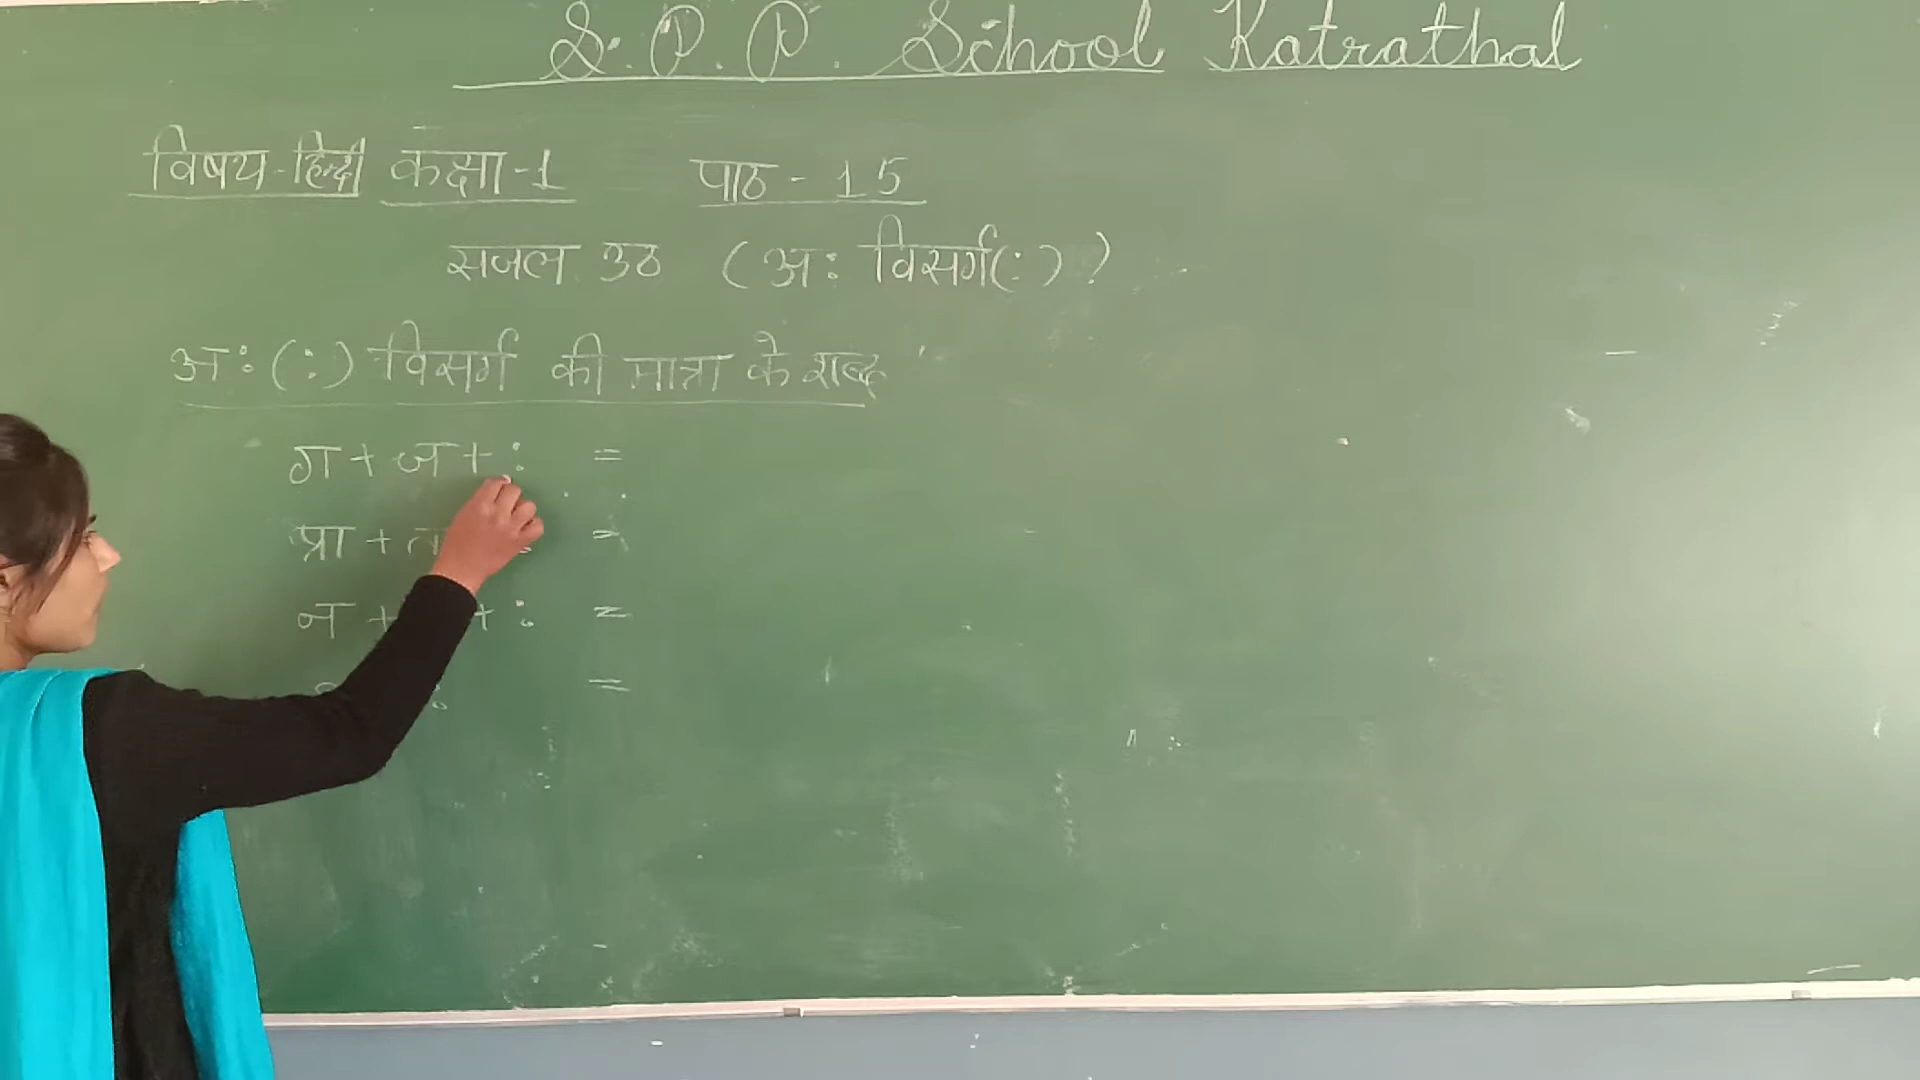 S. P. P. School Katrathal
विषय-हिन्दी कक्षा-1 पाठ - 15
सजल उठ (अः विसर्ग(:) ?
अः(:) विसर्ग की मात्रा के शब्द
ग + ज + : =
प्रा + त : =
न + + : =
: =